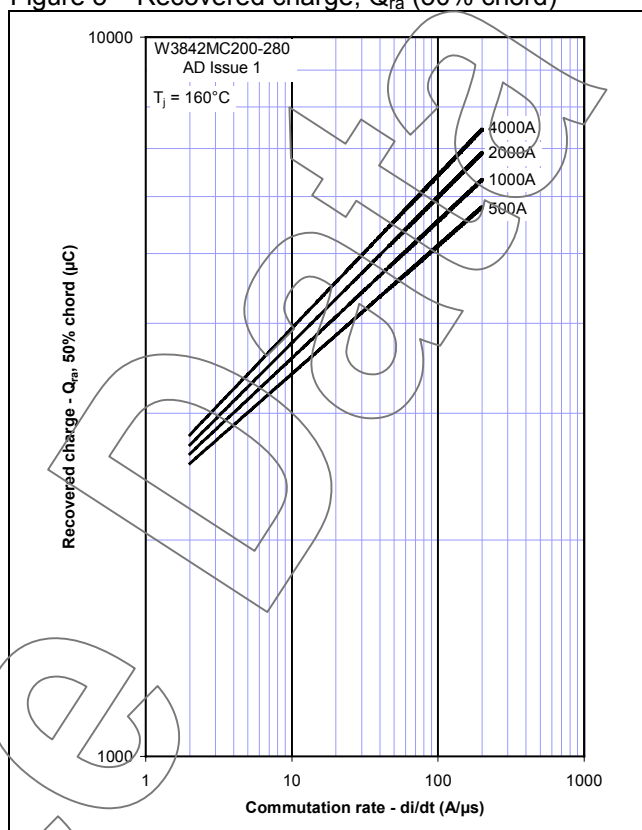 Figure 5 – Recovered charge, Qra (50% chord)
10000
W3842MC200-280
AD Issue 1
Tj = 160°C
4000A
2000A
1000A
500A
Recovered charge - Qra, 50% chord (µC)
1000
1
10
100
1000
Commutation rate - di/dt (A/µs)